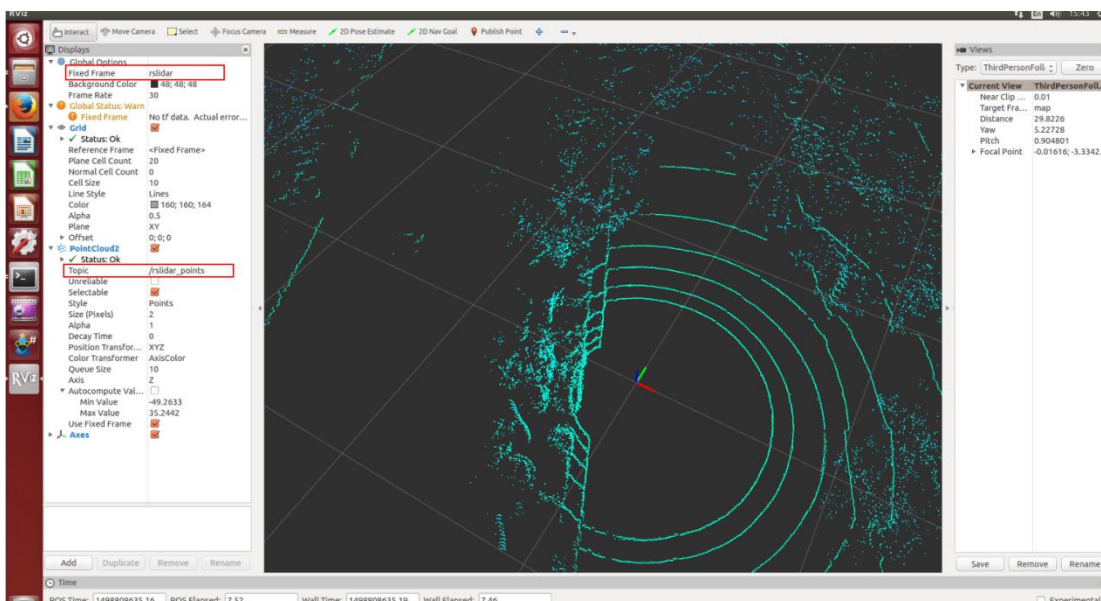 RViz
En 15:43
Interact Move Camera Select Focus Camera Measure 2D Pose Estimate 2D Nav Goal Publish Point
Displays
Global Options
Fixed Frame rslidar
Background Color 48; 48; 48
Frame Rate 30
Global Status: Warn
Fixed Frame No tf data. Actual error...
Grid
Status: Ok
Reference Frame <Fixed Frame>
Plane Cell Count 20
Normal Cell Count 0
Cell Size 10
Line Style Lines
Color 160; 160; 164
Alpha 0.5
Plane XY
Offset 0; 0; 0
PointCloud2
Status: Ok
Topic /rslidar_points
Unreliable
Selectable
Style Points
Size (Pixels) 2
Alpha 1
Decay Time 0
Position Transfor... XYZ
Color Transformer AxisColor
Queue Size 10
Axis Z
Autocompute Val...
Min Value -49.2633
Max Value 35.2442
Use Fixed Frame
Axes
Add Duplicate Remove Rename
Views
Type: ThirdPersonFoll Zero
Current View ThirdPersonFoll...
Near Clip ... 0.01
Target Fra... map
Distance 29.8226
Yaw 5.22728
Pitch 0.904801
Focal Point -0.01616; -3.3342...
Save Remove Rename
RViz
Time
ROS Time: 1498808635.16 ROS Elapsed: 7.52 Wall Time: 1498808635.19 Wall Elapsed: 7.46 Experimental